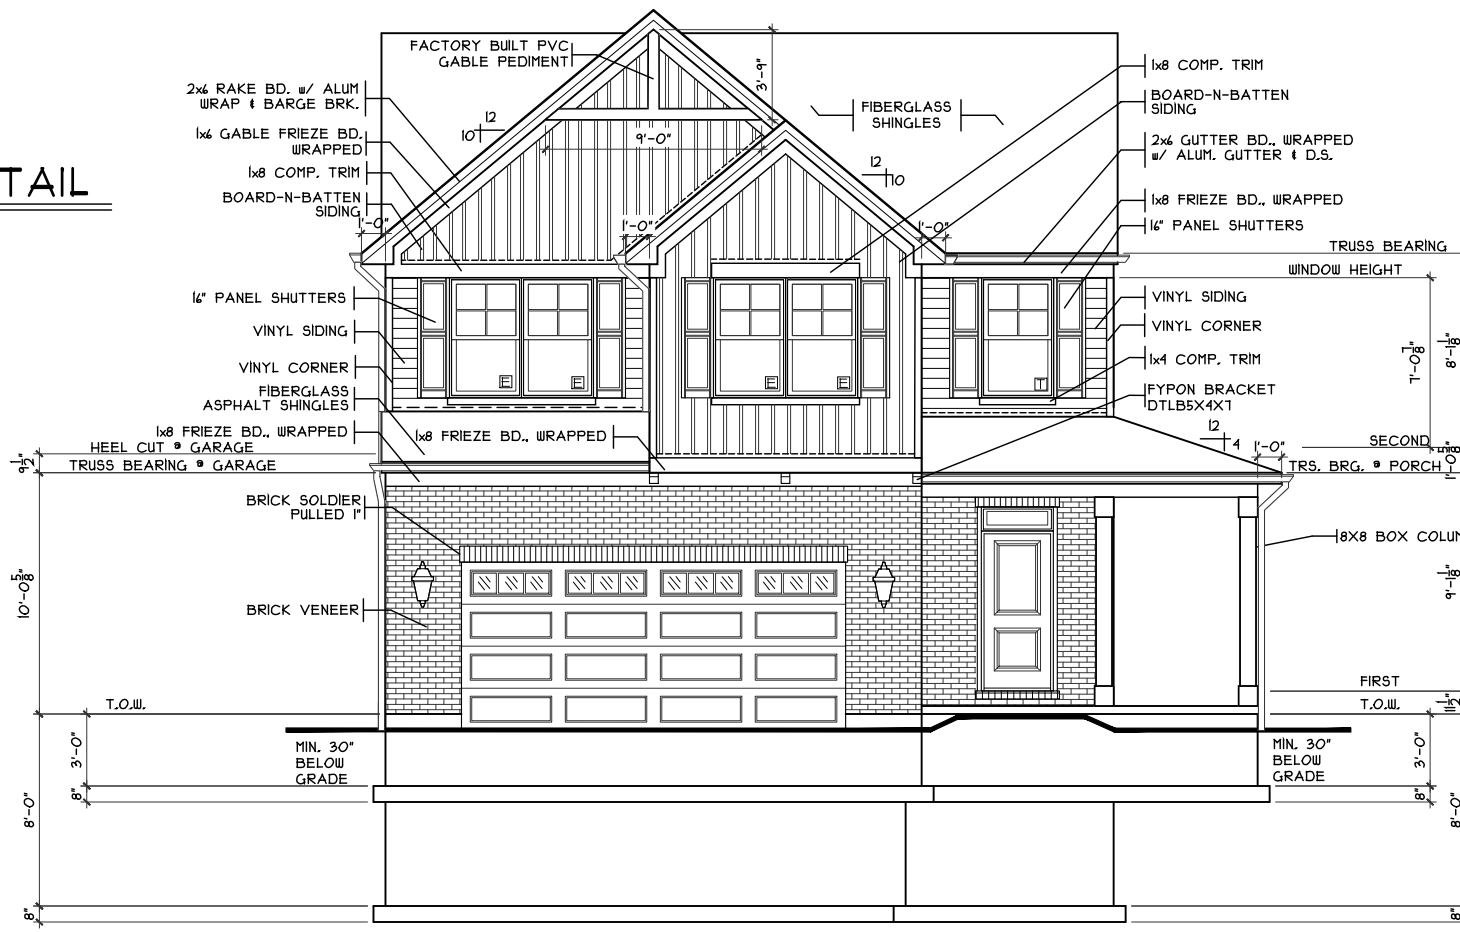 TAIL
FACTORY BUILT PVC
GABLE PEDIMENT
2x6 RAKE BD. w/ ALUM
WRAP & BARGE BRK.
1x6 GABLE FRIEZE BD.
WRAPPED
1x8 COMP. TRIM
BOARD-N-BATTEN
SIDING
12
10
3'-9"
9'-0"
FIBERGLASS
SHINGLES
12
10
1'-0"
1'-0"
1'-0"
1x8 COMP. TRIM
BOARD-N-BATTEN
SIDING
2x6 GUTTER BD., WRAPPED
w/ ALUM. GUTTER & D.S.
1x8 FRIEZE BD., WRAPPED
16" PANEL SHUTTERS
TRUSS BEARING
WINDOW HEIGHT
16" PANEL SHUTTERS
VINYL SIDING
VINYL CORNER
FIBERGLASS
ASPHALT SHINGLES
1x8 FRIEZE BD., WRAPPED
HEEL CUT @ GARAGE
TRUSS BEARING @ GARAGE
1x8 FRIEZE BD., WRAPPED
E
E
E
E
T
VINYL SIDING
VINYL CORNER
1x4 COMP. TRIM
FYPON BRACKET
DTLB5X4X7
7'-0 7/8"
8'-1 1/8"
12
4
1'-0"
SECOND
TRS. BRG. @ PORCH
1'-0 5/8"
9 1/2"
BRICK SOLDIER
PULLED 1"
BRICK VENEER
10'-0 5/8"
8X8 BOX COLUM
9'-1 1/8"
T.O.W.
FIRST
T.O.W.
11 1/2"
MIN. 30"
BELOW
GRADE
MIN. 30"
BELOW
GRADE
3'-0"
8"
8'-0"
8"
3'-0"
8"
8'-0"
8"